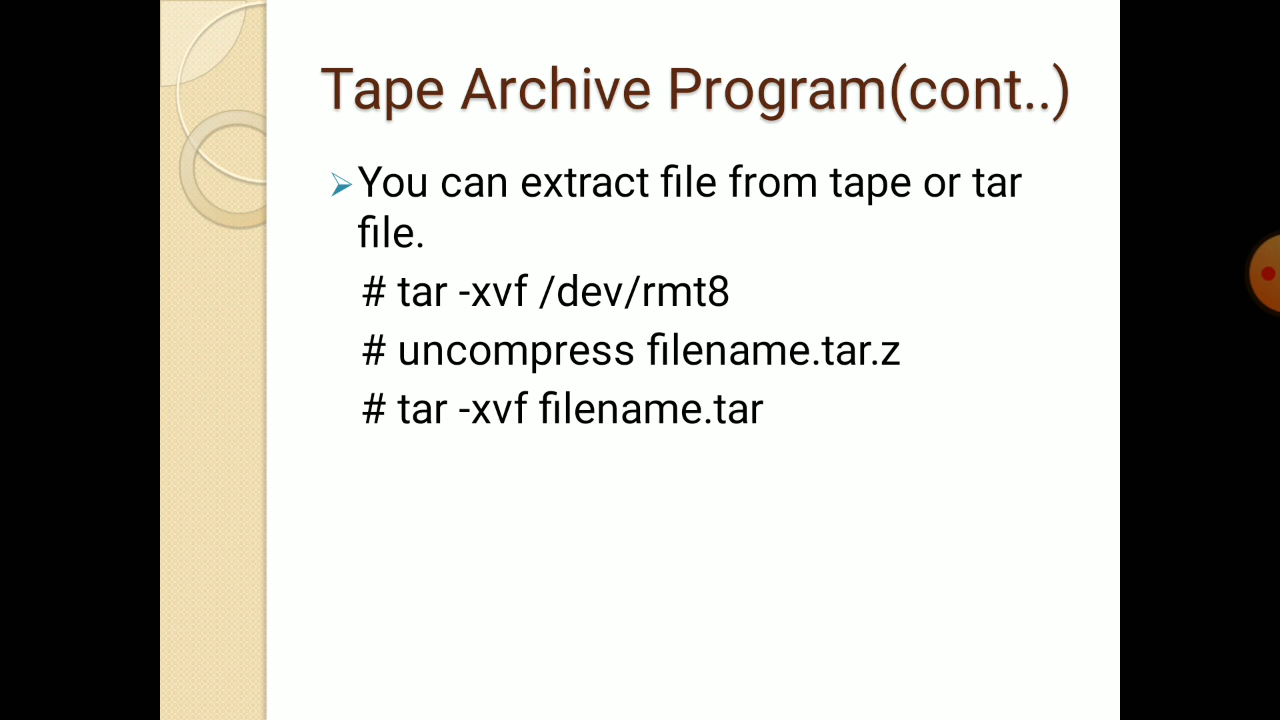 Tape Archive Program(cont..)
You can extract file from tape or tar
file.
# tar -xvf /dev/rmt8
# uncompress filename.tar.z
# tar -xvf filename.tar